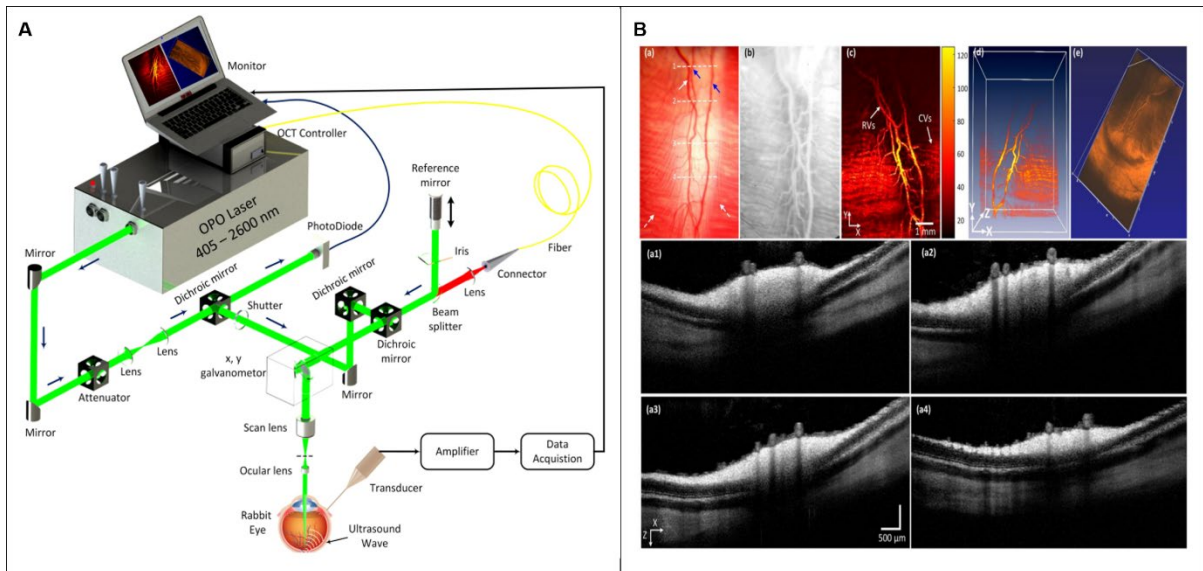 A
Monitor
OCT Controller
OPO Laser
405 – 2600 nm
PhotoDiode
Reference
mirror
Fiber
Iris
Connector
Lens
Beam
splitter
Mirror
Dichroic mirror
Dichroic mirror
Shutter
Dichroic
mirror
Lens
Lens
x, y
galvanometor
Mirror
Attenuator
Mirror
Scan lens
Ocular lens
Amplifier
Data
Acquistion
Transducer
Rabbit
Eye
Ultrasound
Wave
B
(a)
1
2
(b)
(c)
RVs
CVs
Y
X
1 mm
120
100
80
60
40
20
(d)
Y
Z
X
(e)
(a1)
(a2)
(a3)
X
Z
500 µm
(a4)